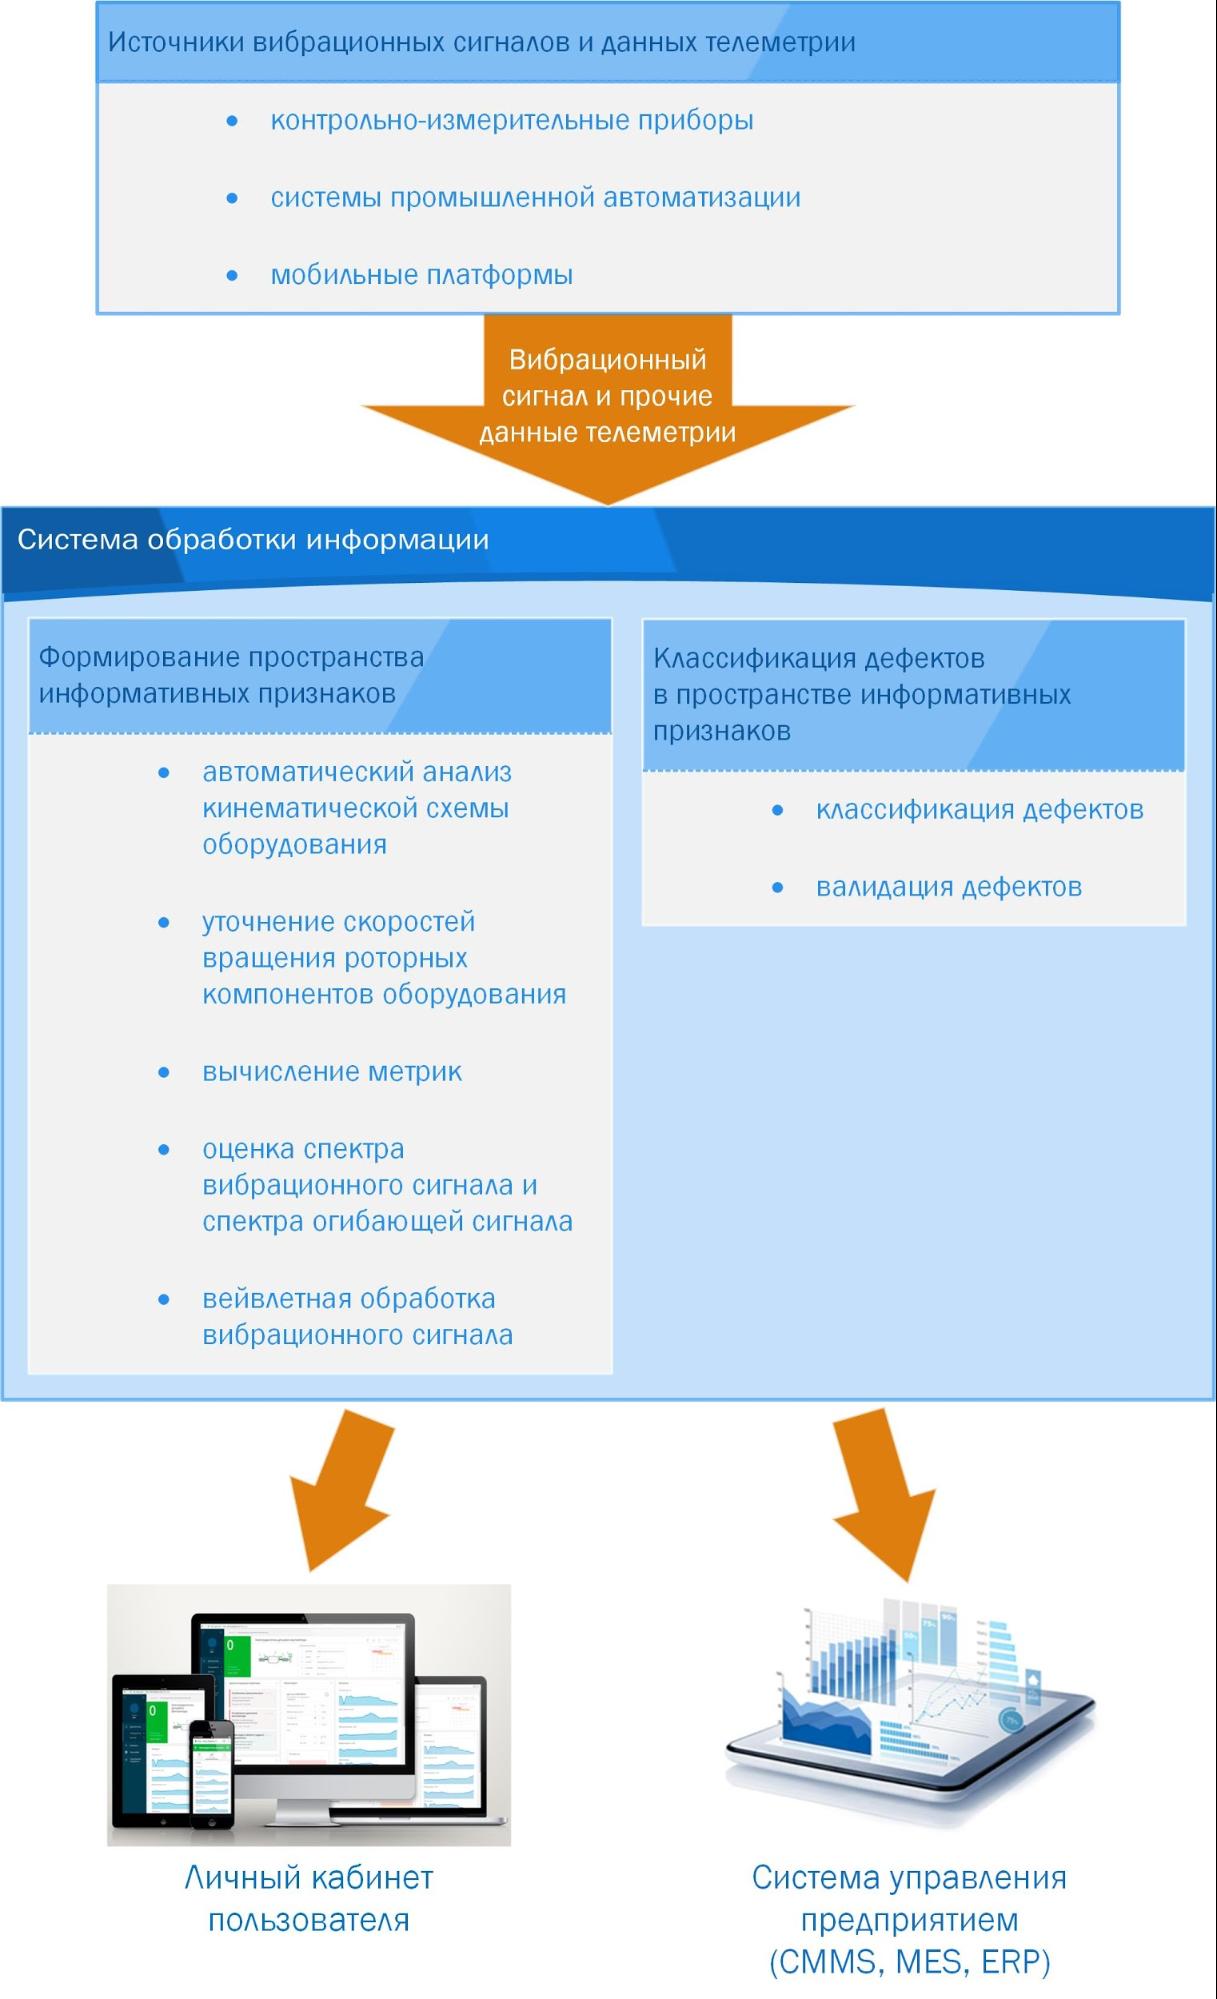 Источники вибрационных сигналов и данных телеметрии
• контрольно-измерительные приборы
• системы промышленной автоматизации
• мобильные платформы
Вибрационный
сигнал и прочие
данные телеметрии
Система обработки информации
Формирование пространства
информативных признаков
• автоматический анализ
кинематической схемы
оборудования
• уточнение скоростей
вращения роторных
компонентов оборудования
• вычисление метрик
• оценка спектра
вибрационного сигнала и
спектра огибающей сигнала
• вейвлетная обработка
вибрационного сигнала
Классификация дефектов
в пространстве информативных
признаков
• классификация дефектов
• валидация дефектов
Личный кабинет
пользователя
Система управления
предприятием
(CMMS, MES, ERP)